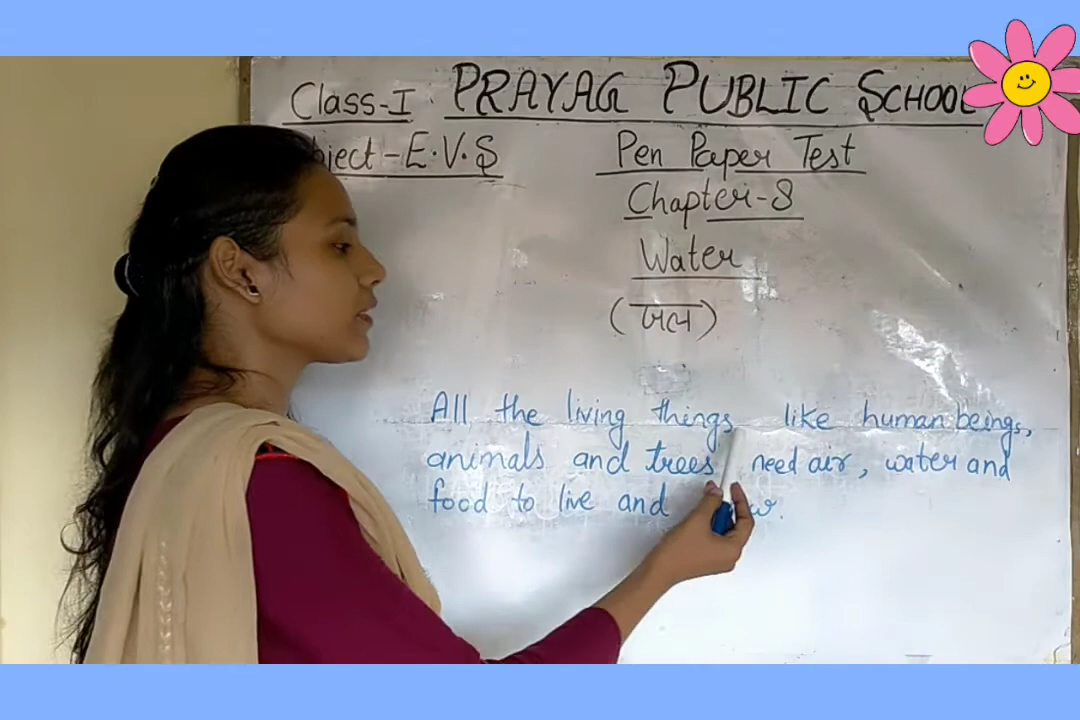 Class-I PRAYAG PUBLIC SCHOOL
ject - E.V.S Pen Paper Test
Chapter-8
Water
(जल)
All the living things like human beings,
animals and trees need air, water and
food to live and w.